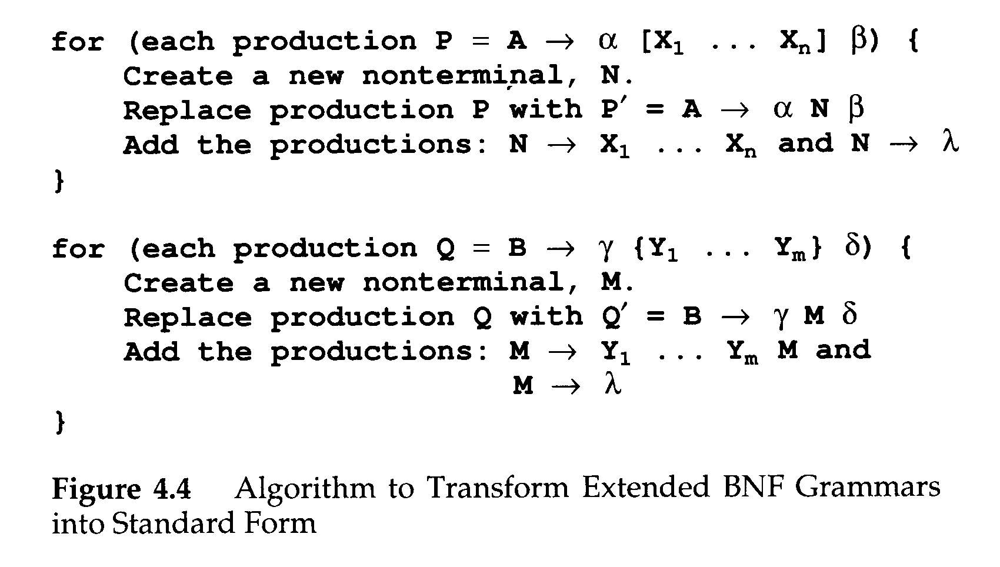 for (each production P = A → α [X₁ ... Xₙ] β) {
Create a new nonterminal, N.
Replace production P with P′ = A → α N β
Add the productions: N → X₁ ... Xₙ and N → λ
}
for (each production Q = B → γ {Y₁ ... Yₘ} δ) {
Create a new nonterminal, M.
Replace production Q with Q′ = B → γ M δ
Add the productions: M → Y₁ ... Yₘ M and
M → λ
}
Figure 4.4 Algorithm to Transform Extended BNF Grammars
into Standard Form